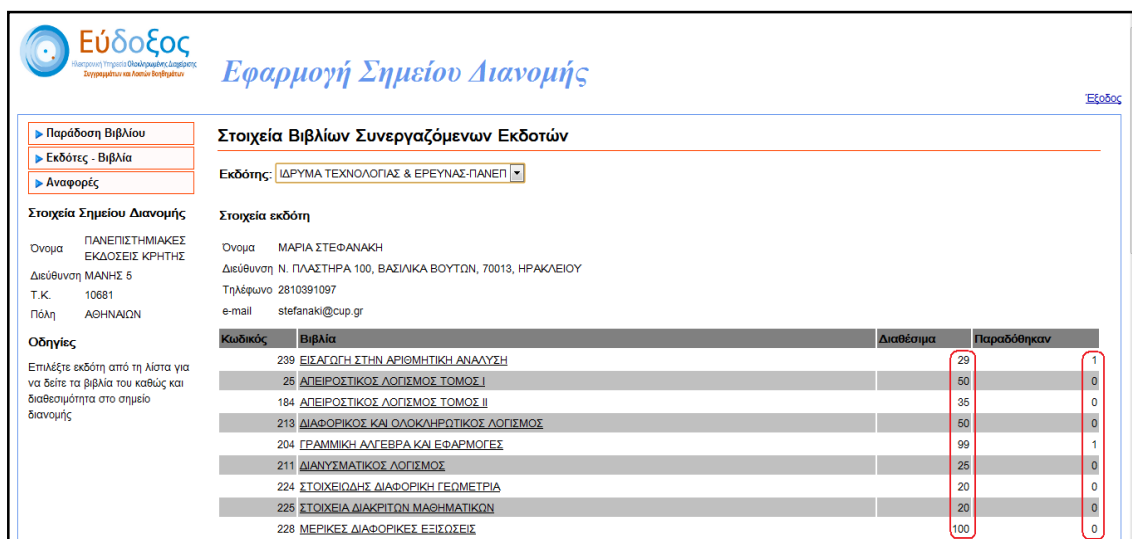 Εύδοξος
Ηλεκτρονική Υπηρεσία Ολοκληρωμένης Διαχείρισης
Συγγραμμάτων και Λοιπών Βοηθημάτων
Εφαρμογή Σημείου Διανομής
Έξοδος
Παράδοση Βιβλίου
Εκδότες - Βιβλία
Αναφορές
Στοιχεία Σημείου Διανομής
Όνομα ΠΑΝΕΠΙΣΤΗΜΙΑΚΕΣ ΕΚΔΟΣΕΙΣ ΚΡΗΤΗΣ
Διεύθυνση ΜΑΝΗΣ 5
Τ.Κ. 10681
Πόλη ΑΘΗΝΑΙΩΝ
Οδηγίες
Επιλέξτε εκδότη από τη λίστα για
να δείτε τα βιβλία του καθώς και
διαθεσιμότητα στο σημείο
διανομής
Στοιχεία Βιβλίων Συνεργαζόμενων Εκδοτών
Εκδότης: ΙΔΡΥΜΑ ΤΕΧΝΟΛΟΓΙΑΣ & ΕΡΕΥΝΑΣ-ΠΑΝΕΠ
Στοιχεία εκδότη
Όνομα ΜΑΡΙΑ ΣΤΕΦΑΝΑΚΗ
Διεύθυνση Ν. ΠΛΑΣΤΗΡΑ 100, ΒΑΣΙΛΙΚΑ ΒΟΥΤΩΝ, 70013, ΗΡΑΚΛΕΙΟΥ
Τηλέφωνο 2810391097
e-mail stefanaki@cup.gr
Κωδικός Βιβλία Διαθέσιμα Παραδόθηκαν
239 ΕΙΣΑΓΩΓΗ ΣΤΗΝ ΑΡΙΘΜΗΤΙΚΗ ΑΝΑΛΥΣΗ 29 1
25 ΑΠΕΙΡΟΣΤΙΚΟΣ ΛΟΓΙΣΜΟΣ ΤΟΜΟΣ Ι 50 0
184 ΑΠΕΙΡΟΣΤΙΚΟΣ ΛΟΓΙΣΜΟΣ ΤΟΜΟΣ ΙΙ 35 0
213 ΔΙΑΦΟΡΙΚΟΣ ΚΑΙ ΟΛΟΚΛΗΡΩΤΙΚΟΣ ΛΟΓΙΣΜΟΣ 50 0
204 ΓΡΑΜΜΙΚΗ ΑΛΓΕΒΡΑ ΚΑΙ ΕΦΑΡΜΟΓΕΣ 99 1
211 ΔΙΑΝΥΣΜΑΤΙΚΟΣ ΛΟΓΙΣΜΟΣ 25 0
224 ΣΤΟΙΧΕΙΩΔΗΣ ΔΙΑΦΟΡΙΚΗ ΓΕΩΜΕΤΡΙΑ 20 0
225 ΣΤΟΙΧΕΙΑ ΔΙΑΚΡΙΤΩΝ ΜΑΘΗΜΑΤΙΚΩΝ 20 0
228 ΜΕΡΙΚΕΣ ΔΙΑΦΟΡΙΚΕΣ ΕΞΙΣΩΣΕΙΣ 100 0